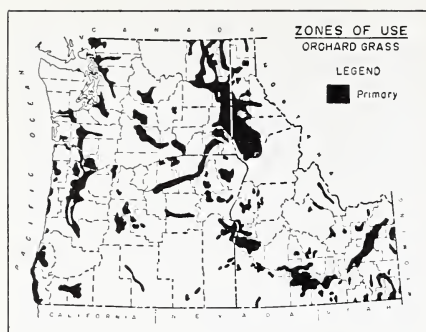 ZONES OF USE
ORCHARD GRASS
LEGEND
Primary
CANADA
PACIFIC OCEAN
CALIFORNIA
NEVADA
UTAH